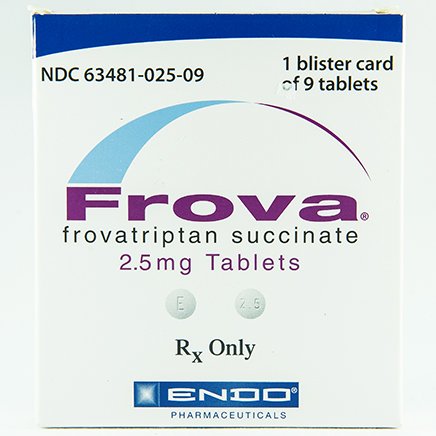 NDC 63481-025-09
1 blister card
of 9 tablets
Frova®
frovatriptan succinate
2.5mg Tablets
E 2.5
Rx Only
ENDO®
PHARMACEUTICALS